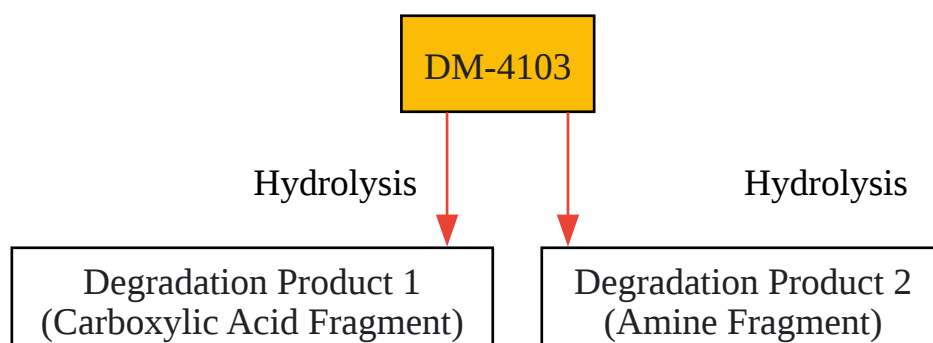 DM-4103
Hydrolysis
Hydrolysis
Degradation Product 1
(Carboxylic Acid Fragment)
Degradation Product 2
(Amine Fragment)